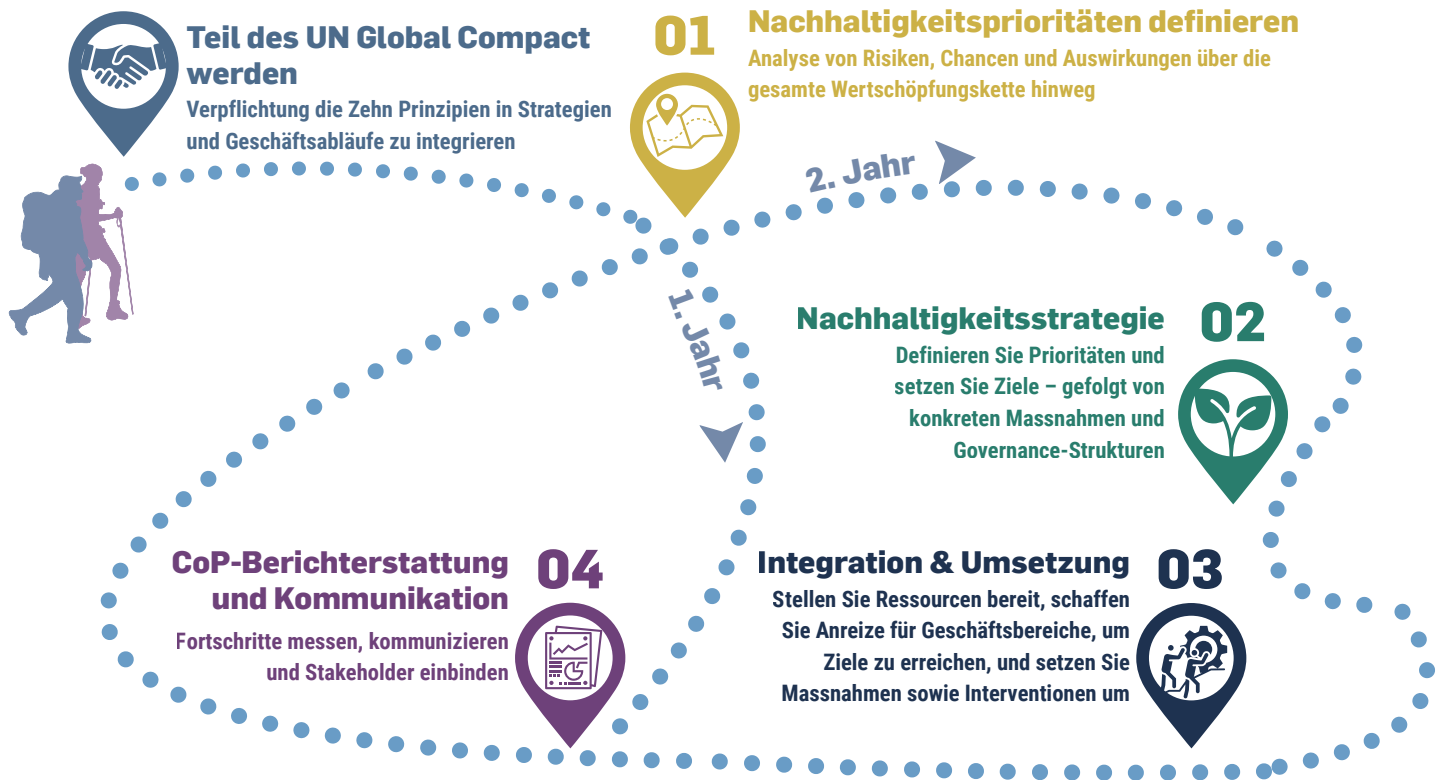 Teil des UN Global Compact
werden
Verpflichtung die Zehn Prinzipien in Strategien
und Geschäftsabläufe zu integrieren
01
Nachhaltigkeitsprioritäten definieren
Analyse von Risiken, Chancen und Auswirkungen über die
gesamte Wertschöpfungskette hinweg
2. Jahr
1. Jahr
Nachhaltigkeitsstrategie
02
Definieren Sie Prioritäten und
setzen Sie Ziele – gefolgt von
konkreten Massnahmen und
Governance-Strukturen
Integration & Umsetzung
03
Stellen Sie Ressourcen bereit, schaffen
Sie Anreize für Geschäftsbereiche, um
Ziele zu erreichen, und setzen Sie
Massnahmen sowie Interventionen um
CoP-Berichterstattung
und Kommunikation
04
Fortschritte messen, kommunizieren
und Stakeholder einbinden